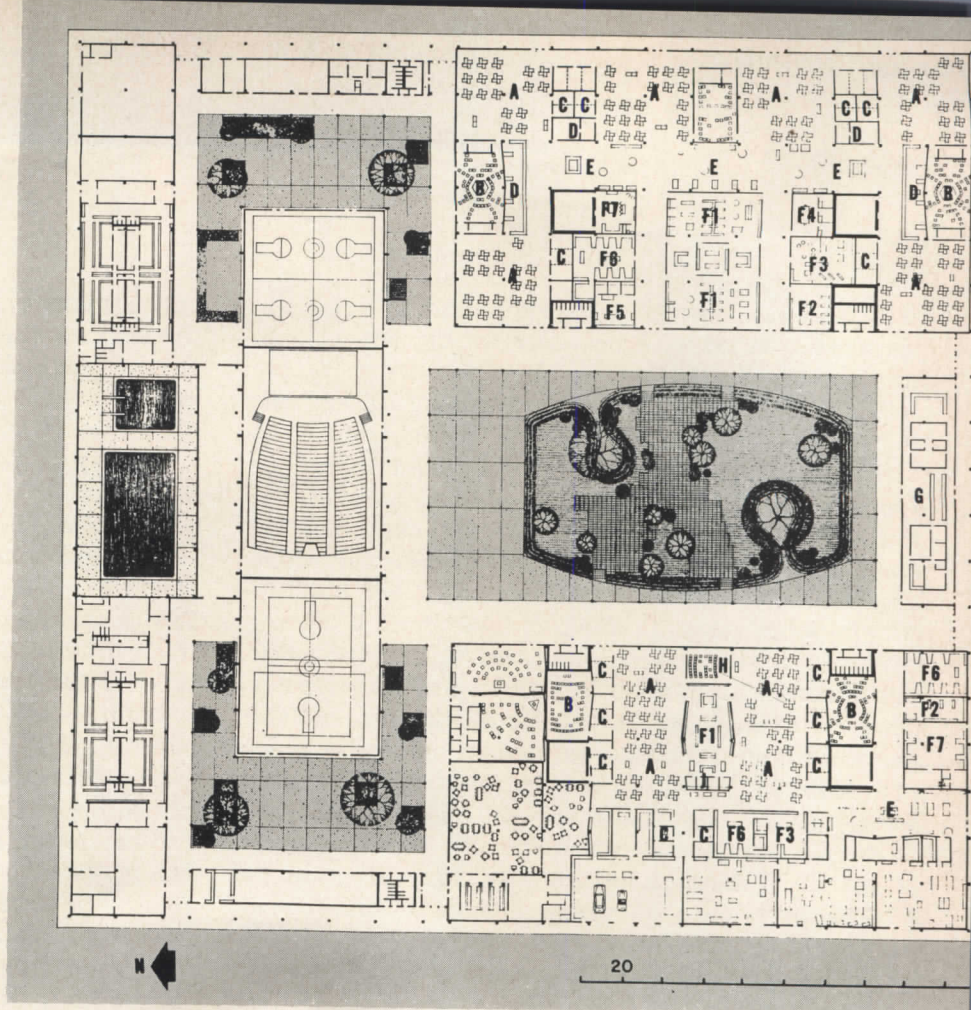 A A A. A.
C C C C
D D
E E E
B D D B
F7 F1 F4
C F6 F3 C
A A
F5 F1 F2
G
C H C F6
A A
B C C B F2
F1 F7
C A A C
E
C C F6 F3
N 20